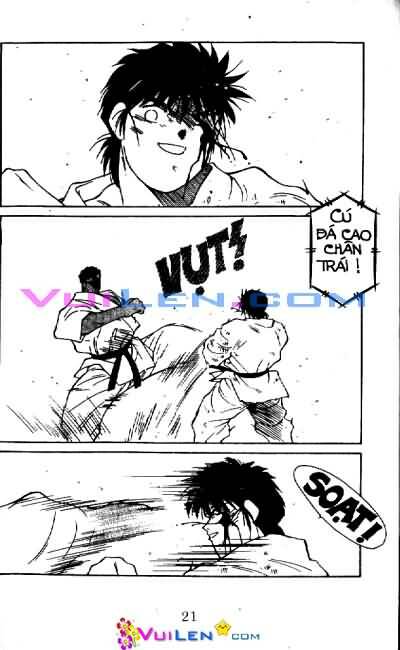 CÚ
ĐÁ CAO
CHÂN
TRÁI !
VỤT!
VUILEN.COM
SOẠT!
21
VUILEN
.COM